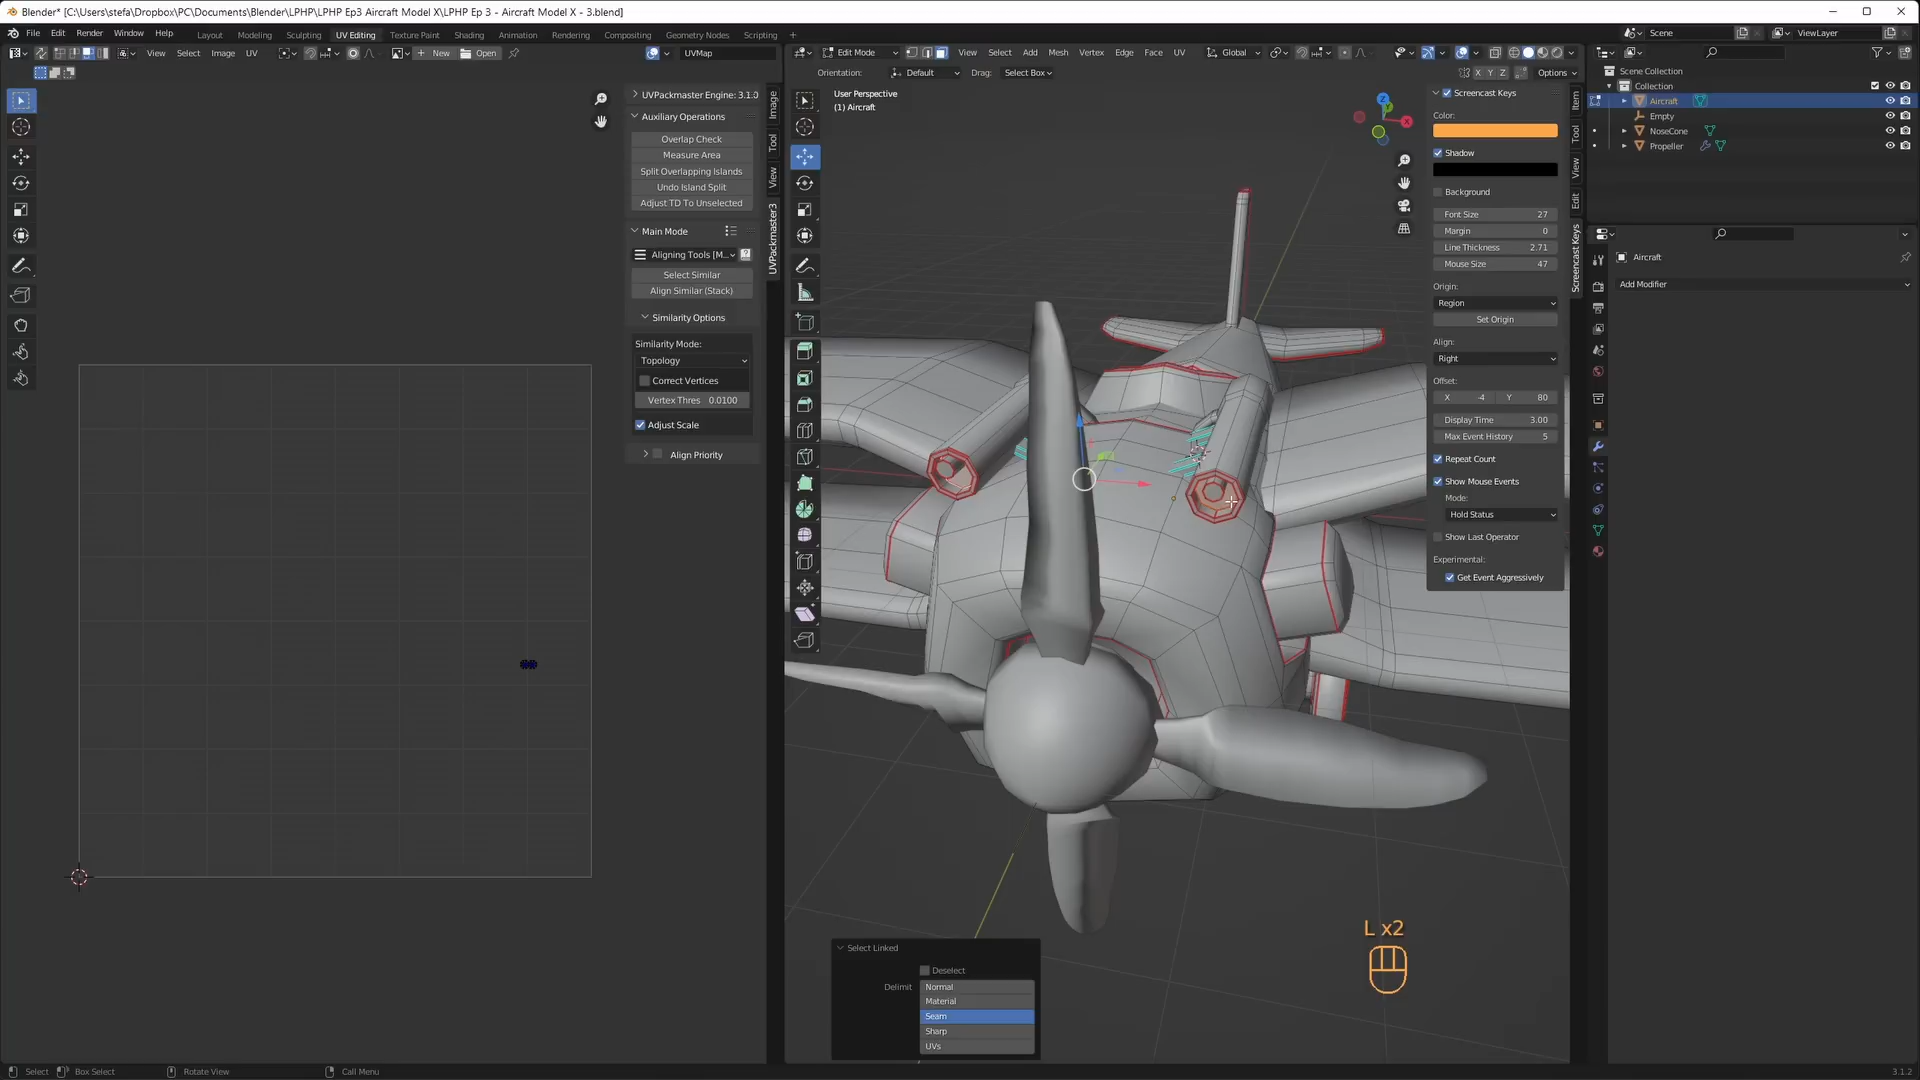 Blender* [C:\Users\stefa\Dropbox\PC\Documents\Blender\LPHP\LPHP Ep3 Aircraft Model X\LPHP Ep 3 - Aircraft Model X - 3.blend]
File Edit Render Window Help Layout Modeling Sculpting UV Editing Texture Paint Shading Animation Rendering Compositing Geometry Nodes Scripting + Scene ViewLayer
View Select Image UV New Open UVMap Edit Mode View Select Add Mesh Vertex Edge Face UV Global
Orientation: Default Drag: Select Box X Y Z Options
Scene Collection
Collection
Aircraft
Empty
NoseCone
Propeller
Aircraft
Add Modifier
UVPackmaster Engine: 3.1.0
Auxiliary Operations
Overlap Check
Measure Area
Split Overlapping Islands
Undo Island Split
Adjust TD To Unselected
Main Mode
Aligning Tools [M...
Select Similar
Align Similar (Stack)
Similarity Options
Similarity Mode:
Topology
Correct Vertices
Vertex Thres 0.0100
Adjust Scale
Align Priority
Image
Tool
View
UVPackmaster3
User Perspective
(1) Aircraft
Screencast Keys
Color:
Shadow
Background
Font Size 27
Margin 0
Line Thickness 2.71
Mouse Size 47
Origin:
Region
Set Origin
Align:
Right
Offset:
X -4 Y 80
Display Time 3.00
Max Event History 5
Repeat Count
Show Mouse Events
Mode:
Hold Status
Show Last Operator
Experimental:
Get Event Aggressively
Item
Tool
View
Edit
Screencast Keys
L x2
Select Linked
Deselect
Delimit Normal
Material
Seam
Sharp
UVs
Select Box Select Rotate View Call Menu 3.1.2